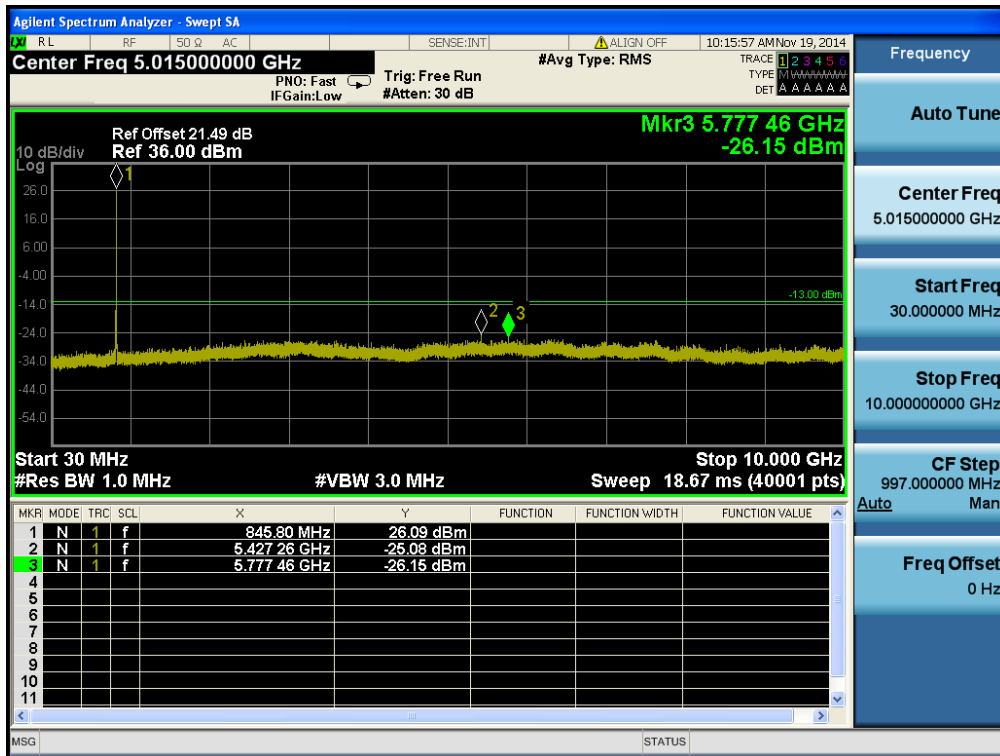 Agilent Spectrum Analyzer - Swept SA
LXI RL RF 50 Ω AC SENSE:INT ALIGN OFF 10:15:57 AM Nov 19, 2014
Center Freq 5.015000000 GHz #Avg Type: RMS TRACE 1 2 3 4 5 6
PNO: Fast Trig: Free Run TYPE M
IFGain:Low #Atten: 30 dB DET A A A A A A
Mkr3 5.777 46 GHz
-26.15 dBm
Ref Offset 21.49 dB
10 dB/div Ref 36.00 dBm
Log
1
26.0
16.0
6.00
-4.00
-13.00 dBm
-14.0
2 3
-24.0
-34.0
-44.0
-54.0
Start 30 MHz Stop 10.000 GHz
#Res BW 1.0 MHz #VBW 3.0 MHz Sweep 18.67 ms (40001 pts)
MKR MODE TRC SCL X Y FUNCTION FUNCTION WIDTH FUNCTION VALUE
1 N 1 f 845.80 MHz 26.09 dBm
2 N 1 f 5.427 26 GHz -25.08 dBm
3 N 1 f 5.777 46 GHz -26.15 dBm
4
5
6
7
8
9
10
11
MSG STATUS
Frequency
Auto Tune
Center Freq
5.015000000 GHz
Start Freq
30.000000 MHz
Stop Freq
10.000000000 GHz
CF Step
997.000000 MHz
Auto Man
Freq Offset
0 Hz